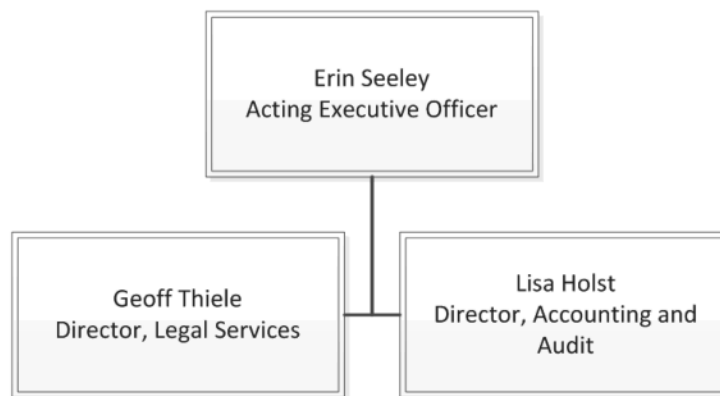 Erin Seeley
Acting Executive Officer
Geoff Thiele
Director, Legal Services
Lisa Holst
Director, Accounting and
Audit